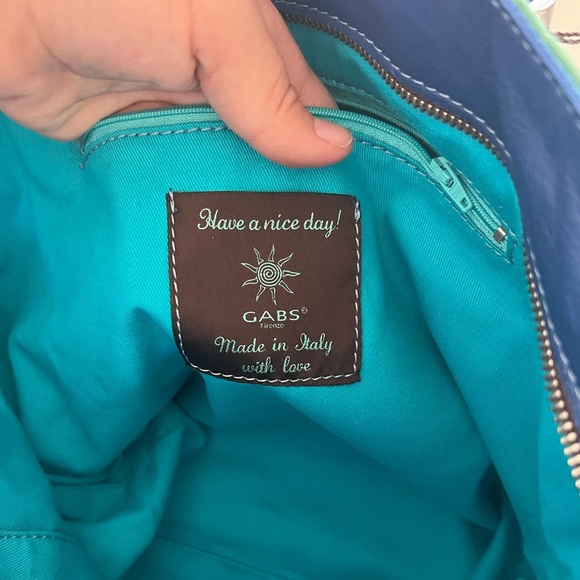 Have a nice day!
GABS®
Firenze
Made in Italy
with love